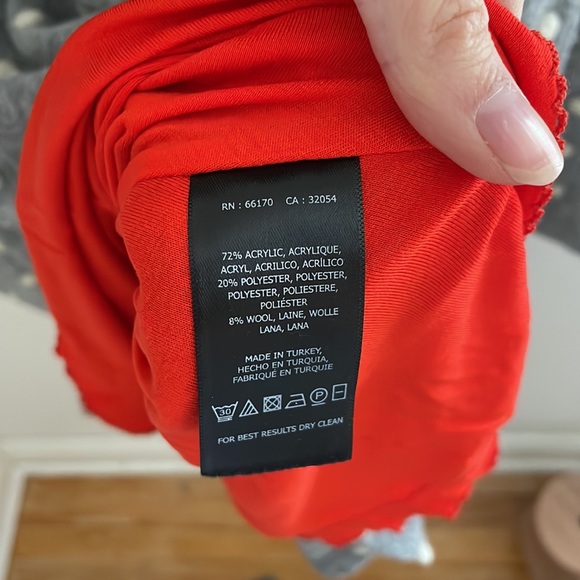 RN : 66170 CA : 32054
72% ACRYLIC, ACRYLIQUE,
ACRYL, ACRILICO, ACRÍLICO
20% POLYESTER, POLYESTER,
POLYESTER, POLIESTERE,
POLIÉSTER
8% WOOL, LAINE, WOLLE
LANA, LANA
MADE IN TURKEY,
HECHO EN TURQUIA,
FABRIQUÉ EN TURQUIE
30 P
FOR BEST RESULTS DRY CLEAN